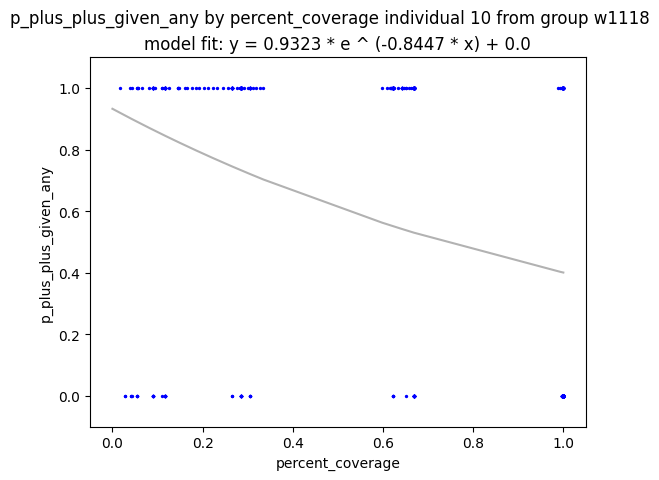 p_plus_plus_given_any by percent_coverage individual 10 from group w1118
model fit: y = 0.9323 * e ^ (-0.8447 * x) + 0.0
1.0
0.8
0.6
0.4
0.2
0.0
p_plus_plus_given_any
0.0 0.2 0.4 0.6 0.8 1.0
percent_coverage